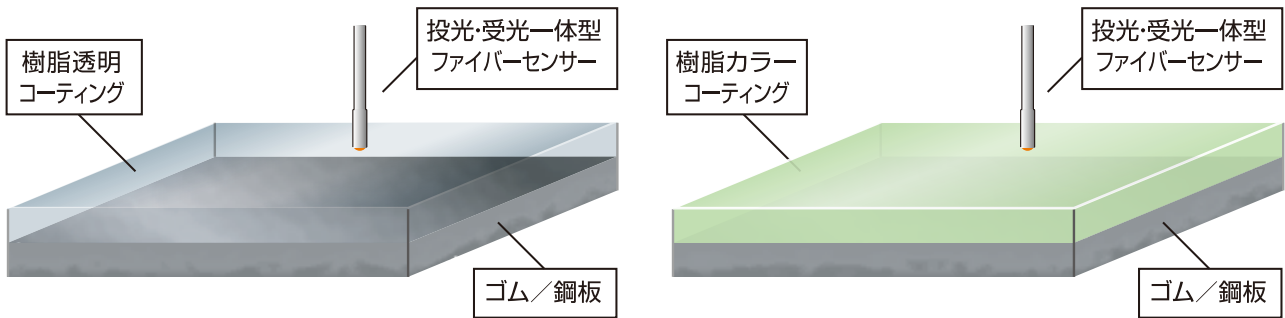 樹脂透明
コーティング
投光・受光一体型
ファイバーセンサー
ゴム／鋼板
樹脂カラー
コーティング
投光・受光一体型
ファイバーセンサー
ゴム／鋼板